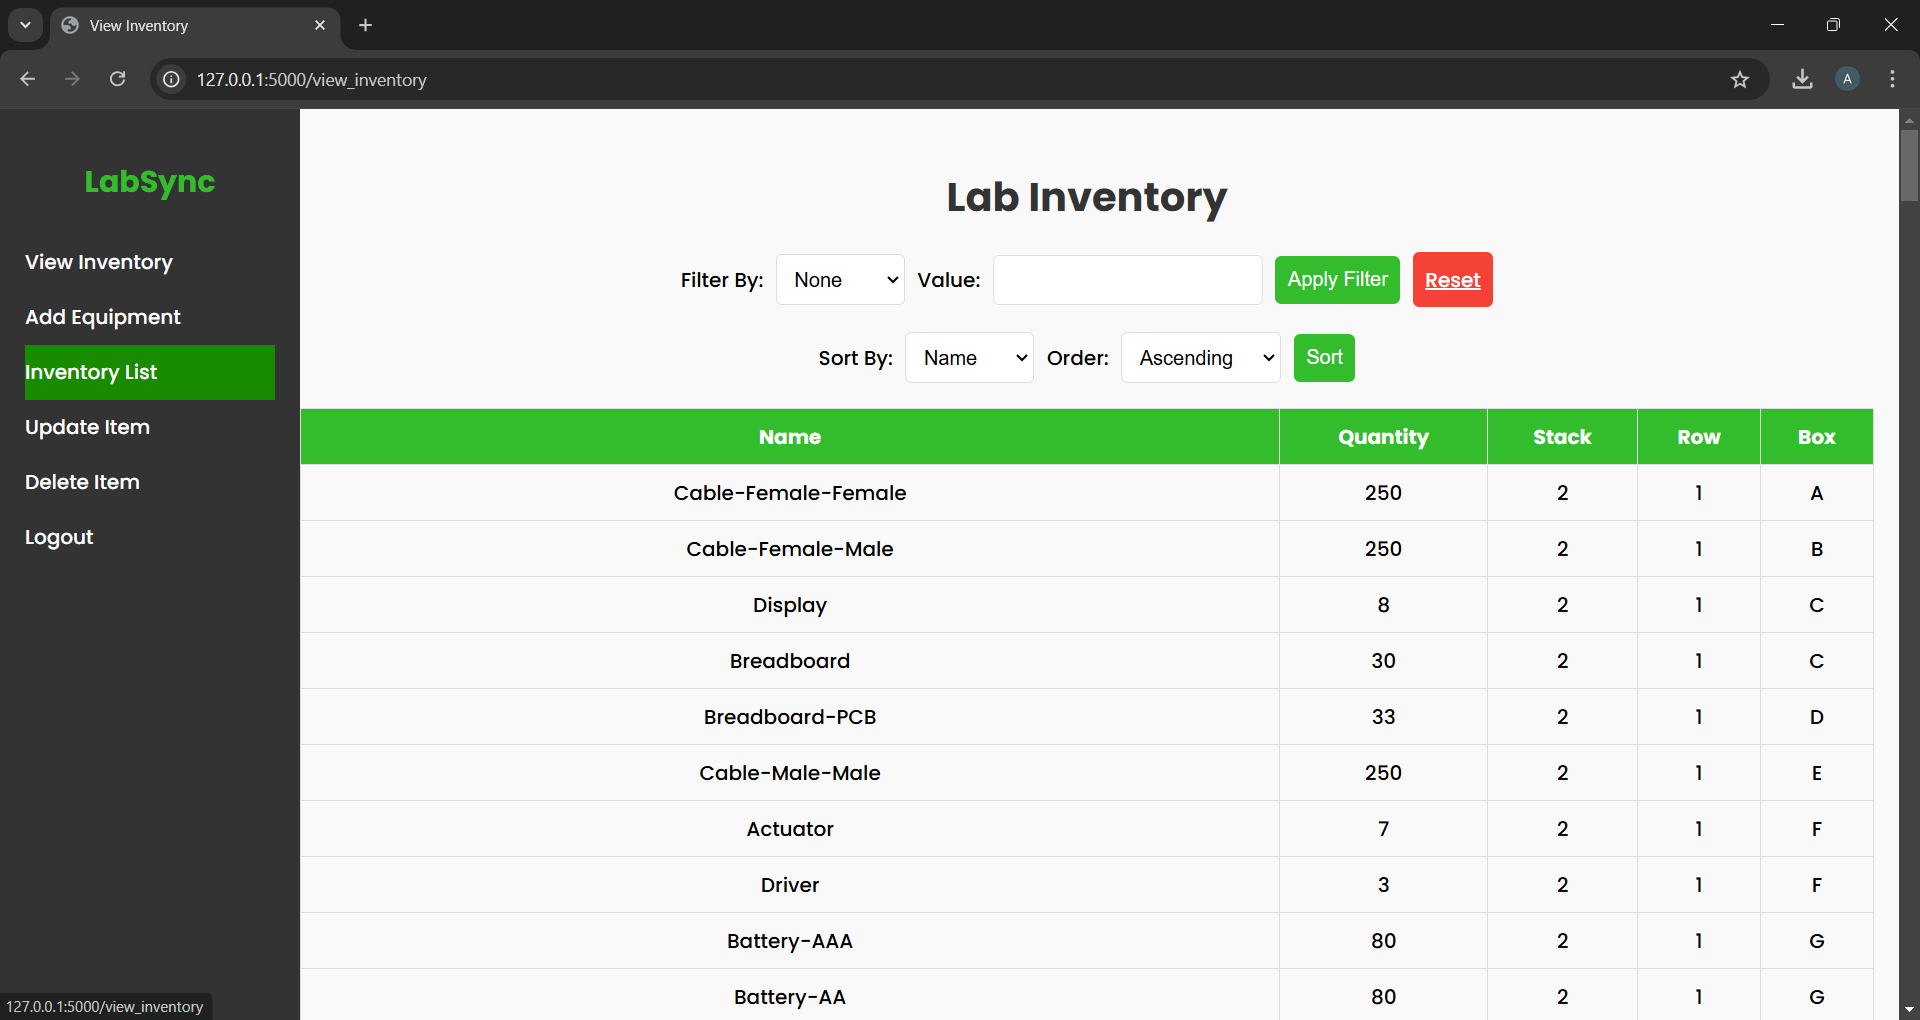 View Inventory
127.0.0.1:5000/view_inventory
A
LabSync
View Inventory
Add Equipment
Inventory List
Update Item
Delete Item
Logout
Lab Inventory
Filter By: None Value: Apply Filter Reset
Sort By: Name Order: Ascending Sort
Name Quantity Stack Row Box
Cable-Female-Female 250 2 1 A
Cable-Female-Male 250 2 1 B
Display 8 2 1 C
Breadboard 30 2 1 C
Breadboard-PCB 33 2 1 D
Cable-Male-Male 250 2 1 E
Actuator 7 2 1 F
Driver 3 2 1 F
Battery-AAA 80 2 1 G
Battery-AA 80 2 1 G
127.0.0.1:5000/view_inventory